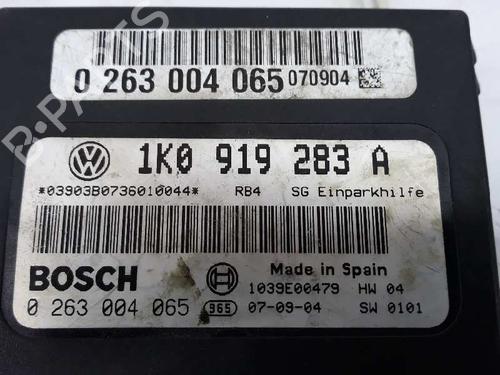 0 263 004 065 070904
1K0 919 283 A
*03903B0736010044* RB4 SG Einparkhilfe
BOSCH
Made in Spain
1039E00479 HW 04
0 263 004 065 965 07-09-04 SW 0101
B-PARTS